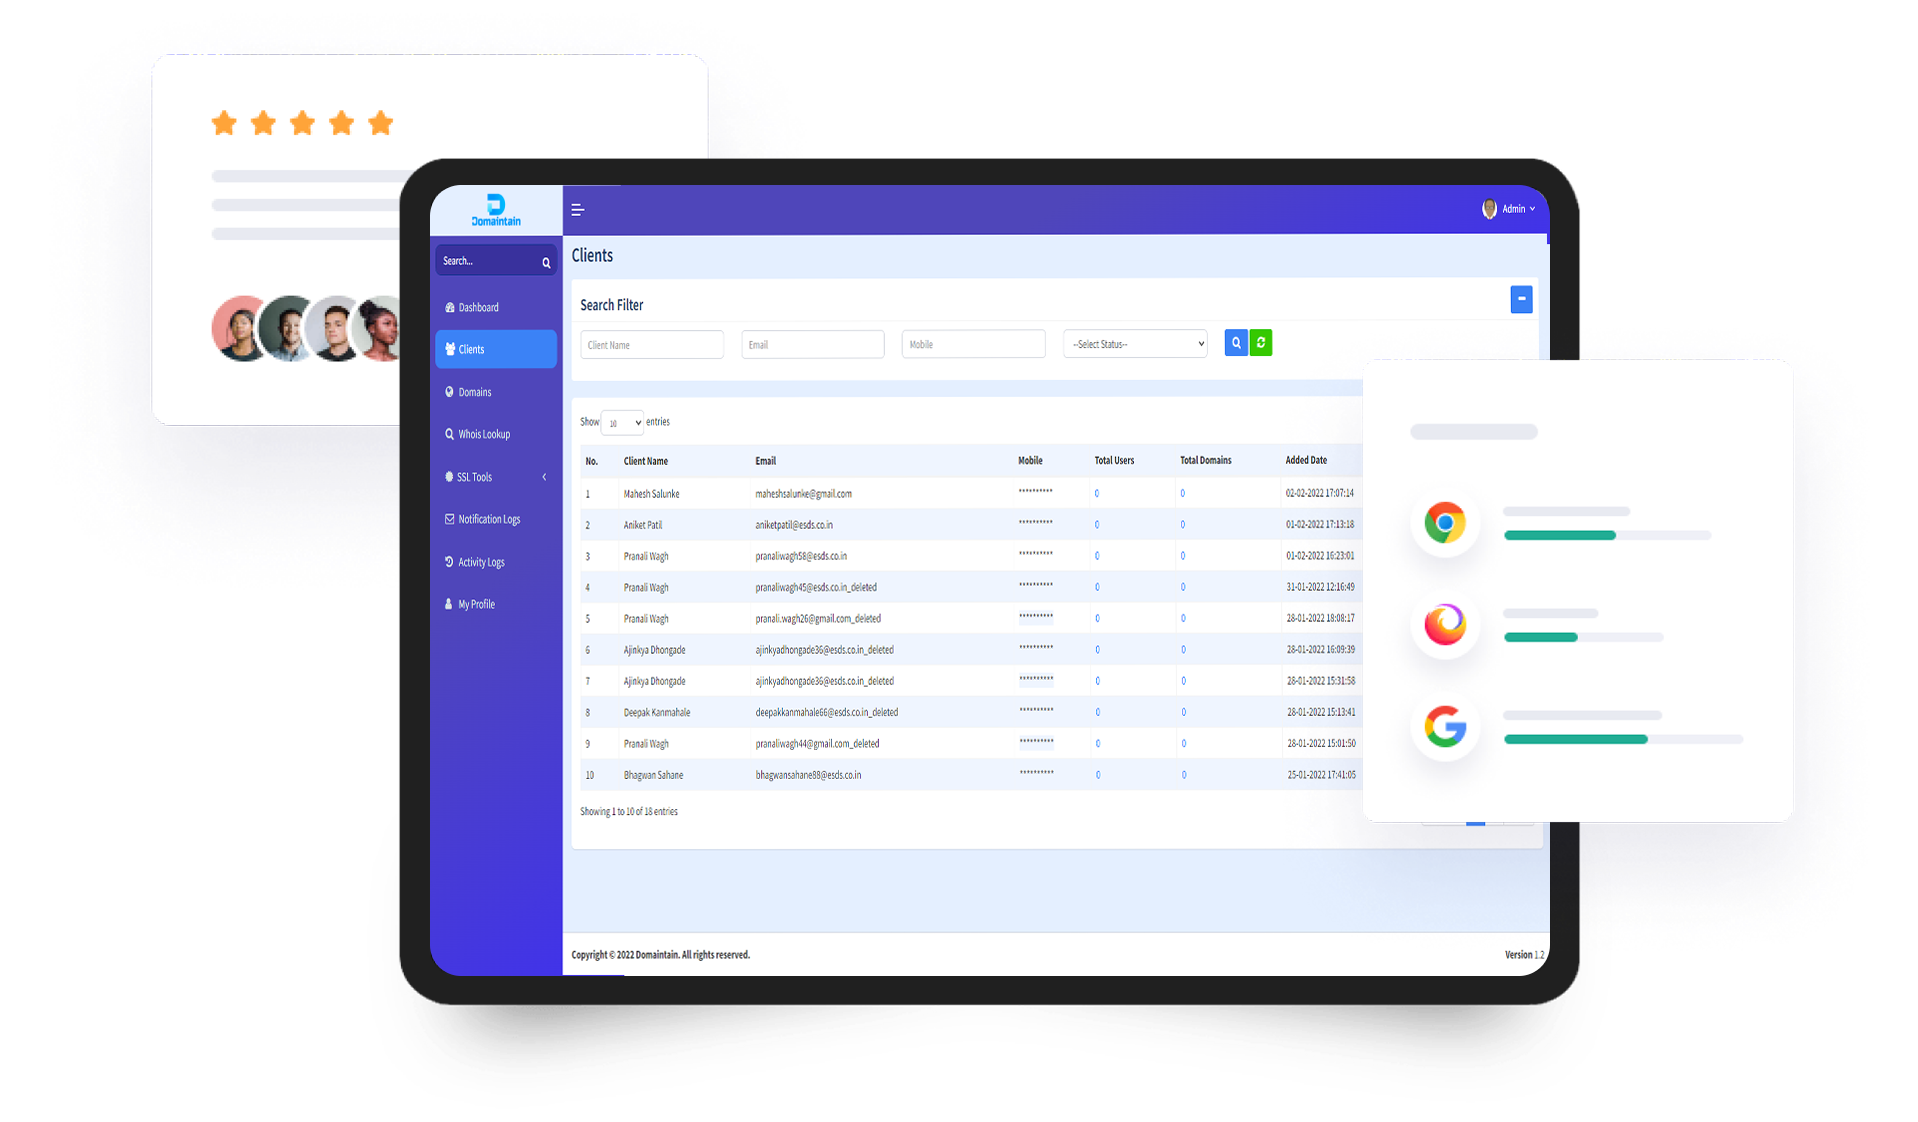 Domaintain
Admin
Search...
Clients
Dashboard
Search Filter
Clients
Client Name Email Mobile --Select Status--
Domains
Show 10 entries
Whois Lookup
No. Client Name Email Mobile Total Users Total Domains Added Date
SSL Tools
1 Mahesh Salunke maheshsalunke@gmail.com ********** 0 0 02-02-2022 17:07:14
Notification Logs
2 Aniket Patil aniketpatil@esds.co.in ********** 0 0 01-02-2022 17:13:18
3 Pranali Wagh pranaliwagh58@esds.co.in ********** 0 0 01-02-2022 16:23:01
Activity Logs
4 Pranali Wagh pranaliwagh45@esds.co.in_deleted ********** 0 0 31-01-2022 12:16:49
My Profile
5 Pranali Wagh pranali.wagh26@gmail.com_deleted ********** 0 0 28-01-2022 18:08:17
6 Ajinkya Dhongade ajinkyadhongade36@esds.co.in_deleted ********** 0 0 28-01-2022 16:09:39
7 Ajinkya Dhongade ajinkyadhongade36@esds.co.in_deleted ********** 0 0 28-01-2022 15:31:58
8 Deepak Kanmahale deepakkanmahale66@esds.co.in_deleted ********** 0 0 28-01-2022 15:13:41
9 Pranali Wagh pranaliwagh44@gmail.com_deleted ********** 0 0 28-01-2022 15:01:50
10 Bhagwan Sahane bhagwansahane88@esds.co.in ********** 0 0 25-01-2022 17:41:05
Showing 1 to 10 of 18 entries
Copyright © 2022 Domaintain. All rights reserved.
Version 1.2